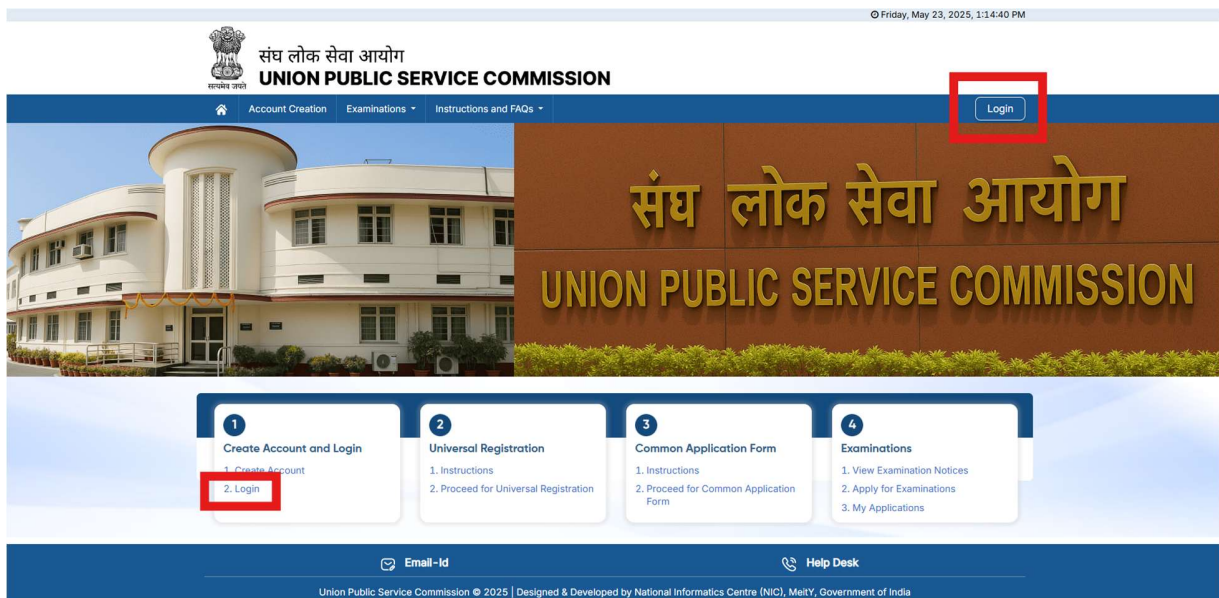 Friday, May 23, 2025, 1:14:40 PM
संघ लोक सेवा आयोग
UNION PUBLIC SERVICE COMMISSION
सत्यमेव जयते
Account Creation Examinations Instructions and FAQs Login
संघ लोक सेवा आयोग
UNION PUBLIC SERVICE COMMISSION
1
Create Account and Login
1. Create Account
2. Login
2
Universal Registration
1. Instructions
2. Proceed for Universal Registration
3
Common Application Form
1. Instructions
2. Proceed for Common Application
Form
4
Examinations
1. View Examination Notices
2. Apply for Examinations
3. My Applications
Email-Id Help Desk
Union Public Service Commission © 2025 | Designed & Developed by National Informatics Centre (NIC), MeitY, Government of India